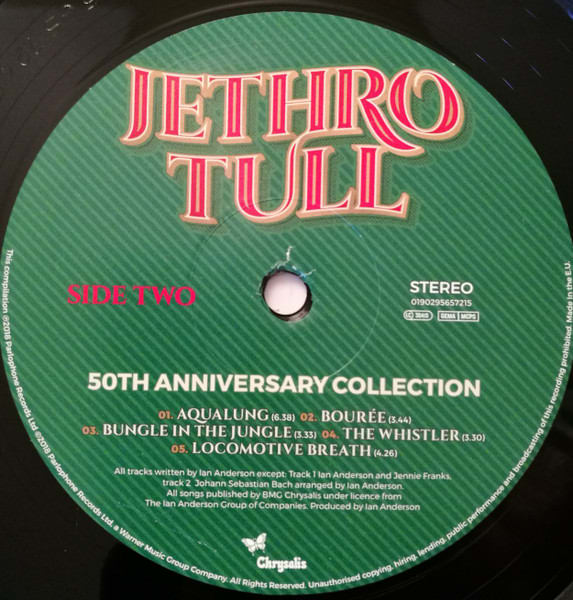 JETHRO
TULL
SIDE TWO
STEREO
0190295657215
LC 30419 GEMA MCPS
50TH ANNIVERSARY COLLECTION
01. AQUALUNG (6.38) 02. BOURÉE (3.44)
03. BUNGLE IN THE JUNGLE (3.33) 04. THE WHISTLER (3.30)
05. LOCOMOTIVE BREATH (4.26)
All tracks written by Ian Anderson except: Track 1 Ian Anderson and Jennie Franks,
track 2 Johann Sebastian Bach arranged by Ian Anderson.
All songs published by BMG Chrysalis under licence from
The Ian Anderson Group of Companies. Produced by Ian Anderson
Chrysalis
This compilation ℗2018 Parlophone Records Ltd ©2018 Parlophone Records Ltd, a Warner Music Group Company. All Rights Reserved. Unauthorised copying, hiring, lending, public performance and broadcasting of this recording prohibited. Made in the E.U.